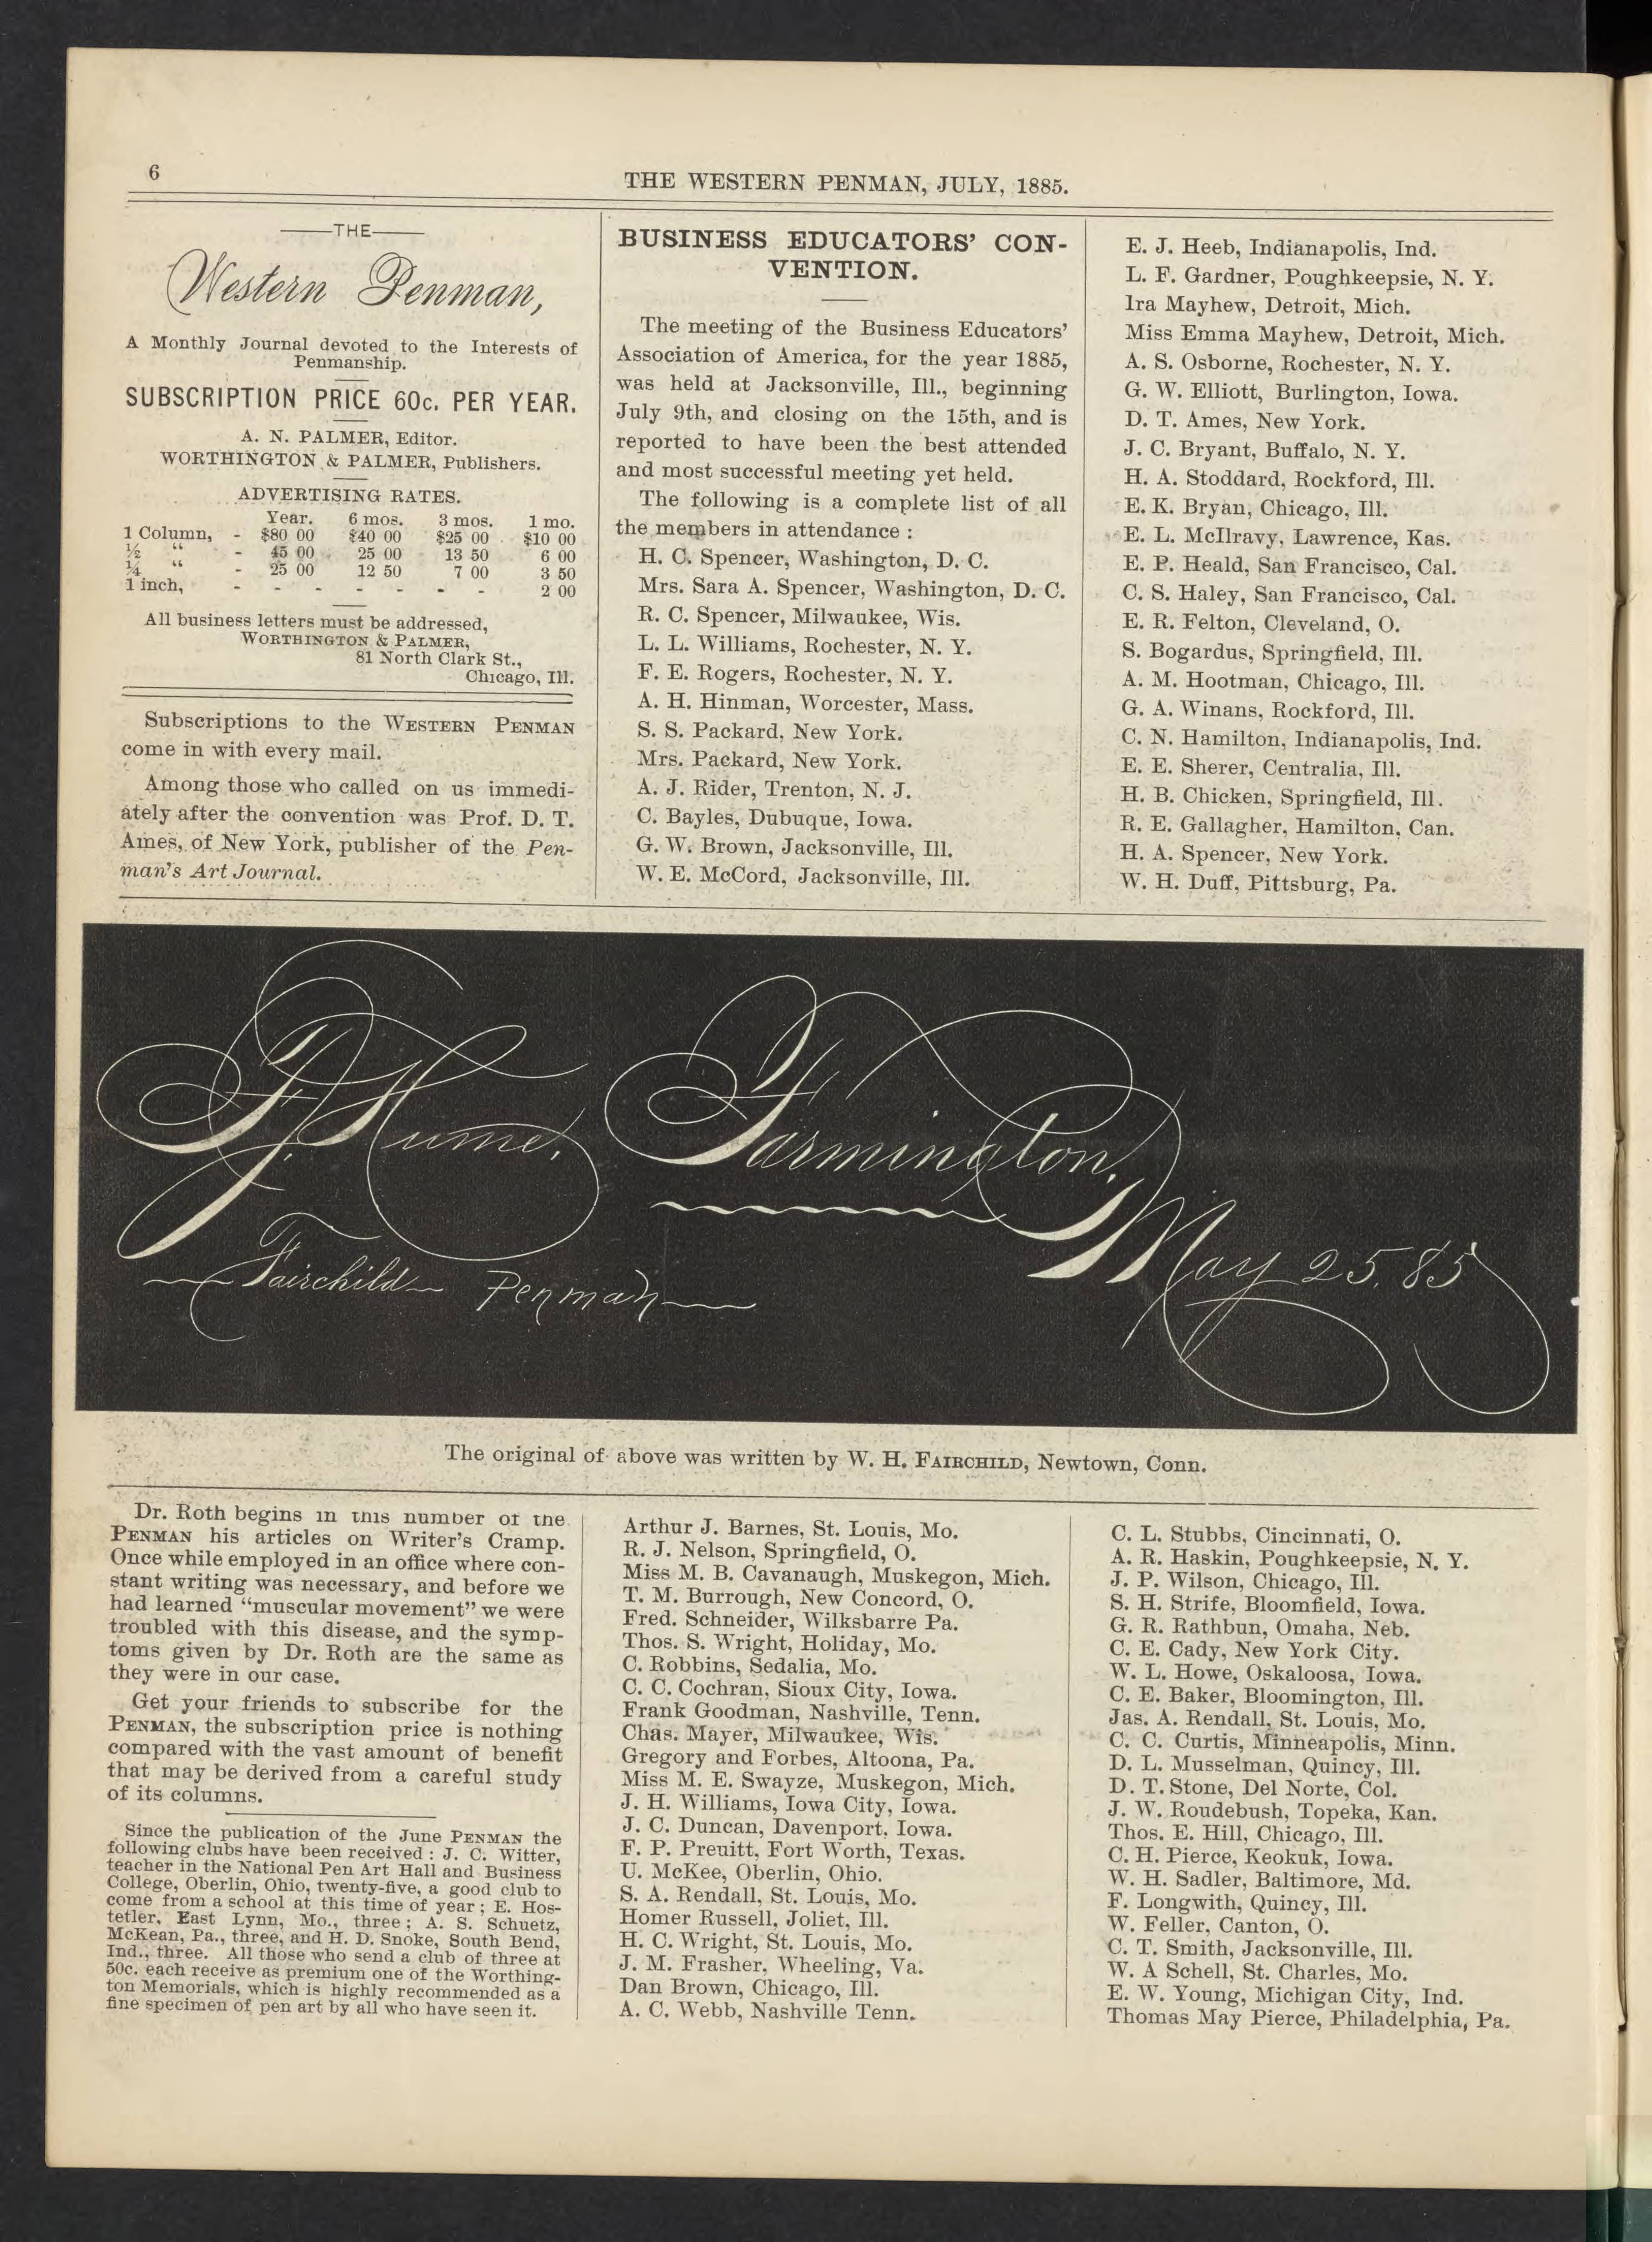 6
THE WESTERN PENMAN, JULY, 1885.
THE
Western Penman,
A Monthly Journal devoted to the Interests of
Penmanship.
SUBSCRIPTION PRICE 60c. PER YEAR.
A. N. PALMER, Editor.
WORTHINGTON & PALMER, Publishers.
ADVERTISING RATES.
Year. 6 mos. 3 mos. 1 mo.
1 Column, - $80 00 $40 00 $25 00 $10 00
½ “ - 45 00 25 00 13 50 6 00
¼ “ - 25 00 12 50 7 00 3 50
1 inch, - - - - - - - 2 00
All business letters must be addressed,
WORTHINGTON & PALMER,
81 North Clark St.,
Chicago, Ill.
Subscriptions to the WESTERN PENMAN
come in with every mail.
Among those who called on us immedi-
ately after the convention was Prof. D. T.
Ames, of New York, publisher of the Pen-
man's Art Journal.
BUSINESS EDUCATORS' CON-
VENTION.
The meeting of the Business Educators'
Association of America, for the year 1885,
was held at Jacksonville, Ill., beginning
July 9th, and closing on the 15th, and is
reported to have been the best attended
and most successful meeting yet held.
The following is a complete list of all
the members in attendance :
H. C. Spencer, Washington, D. C.
Mrs. Sara A. Spencer, Washington, D. C.
R. C. Spencer, Milwaukee, Wis.
L. L. Williams, Rochester, N. Y.
F. E. Rogers, Rochester, N. Y.
A. H. Hinman, Worcester, Mass.
S. S. Packard, New York.
Mrs. Packard, New York.
A. J. Rider, Trenton, N. J.
C. Bayles, Dubuque, Iowa.
G. W. Brown, Jacksonville, Ill.
W. E. McCord, Jacksonville, Ill.
E. J. Heeb, Indianapolis, Ind.
L. F. Gardner, Poughkeepsie, N. Y.
Ira Mayhew, Detroit, Mich.
Miss Emma Mayhew, Detroit, Mich.
A. S. Osborne, Rochester, N. Y.
G. W. Elliott, Burlington, Iowa.
D. T. Ames, New York.
J. C. Bryant, Buffalo, N. Y.
H. A. Stoddard, Rockford, Ill.
E. K. Bryan, Chicago, Ill.
E. L. McIlravy, Lawrence, Kas.
E. P. Heald, San Francisco, Cal.
C. S. Haley, San Francisco, Cal.
E. R. Felton, Cleveland, O.
S. Bogardus, Springfield, Ill.
A. M. Hootman, Chicago, Ill.
G. A. Winans, Rockford, Ill.
C. N. Hamilton, Indianapolis, Ind.
E. E. Sherer, Centralia, Ill.
H. B. Chicken, Springfield, Ill.
R. E. Gallagher, Hamilton, Can.
H. A. Spencer, New York.
W. H. Duff, Pittsburg, Pa.
F. J. Hume, Farmington,
May 25, 85
Fairchild Penman
The original of above was written by W. H. FAIRCHILD, Newtown, Conn.
Dr. Roth begins in this number of the
PENMAN his articles on Writer's Cramp.
Once while employed in an office where con-
stant writing was necessary, and before we
had learned “muscular movement” we were
troubled with this disease, and the symp-
toms given by Dr. Roth are the same as
they were in our case.
Get your friends to subscribe for the
PENMAN, the subscription price is nothing
compared with the vast amount of benefit
that may be derived from a careful study
of its columns.
Since the publication of the June PENMAN the
following clubs have been received : J. C. Witter,
teacher in the National Pen Art Hall and Business
College, Oberlin, Ohio, twenty-five, a good club to
come from a school at this time of year ; E. Hos-
tetler, East Lynn, Mo., three ; A. S. Schuetz,
McKean, Pa., three, and H. D. Snoke, South Bend,
Ind., three. All those who send a club of three at
50c. each receive as premium one of the Worthing-
ton Memorials, which is highly recommended as a
fine specimen of pen art by all who have seen it.
Arthur J. Barnes, St. Louis, Mo.
R. J. Nelson, Springfield, O.
Miss M. B. Cavanaugh, Muskegon, Mich.
T. M. Burrough, New Concord, O.
Fred. Schneider, Wilksbarre Pa.
Thos. S. Wright, Holiday, Mo.
C. Robbins, Sedalia, Mo.
C. C. Cochran, Sioux City, Iowa.
Frank Goodman, Nashville, Tenn.
Chas. Mayer, Milwaukee, Wis.
Gregory and Forbes, Altoona, Pa.
Miss M. E. Swayze, Muskegon, Mich.
J. H. Williams, Iowa City, Iowa.
J. C. Duncan, Davenport, Iowa.
F. P. Preuitt, Fort Worth, Texas.
U. McKee, Oberlin, Ohio.
S. A. Rendall, St. Louis, Mo.
Homer Russell, Joliet, Ill.
H. C. Wright, St. Louis, Mo.
J. M. Frasher, Wheeling, Va.
Dan Brown, Chicago, Ill.
A. C. Webb, Nashville Tenn.
C. L. Stubbs, Cincinnati, O.
A. R. Haskin, Poughkeepsie, N. Y.
J. P. Wilson, Chicago, Ill.
S. H. Strife, Bloomfield, Iowa.
G. R. Rathbun, Omaha, Neb.
C. E. Cady, New York City.
W. L. Howe, Oskaloosa, Iowa.
C. E. Baker, Bloomington, Ill.
Jas. A. Rendall, St. Louis, Mo.
C. C. Curtis, Minneapolis, Minn.
D. L. Musselman, Quincy, Ill.
D. T. Stone, Del Norte, Col.
J. W. Roudebush, Topeka, Kan.
Thos. E. Hill, Chicago, Ill.
C. H. Pierce, Keokuk, Iowa.
W. H. Sadler, Baltimore, Md.
F. Longwith, Quincy, Ill.
W. Feller, Canton, O.
C. T. Smith, Jacksonville, Ill.
W. A Schell, St. Charles, Mo.
E. W. Young, Michigan City, Ind.
Thomas May Pierce, Philadelphia, Pa.